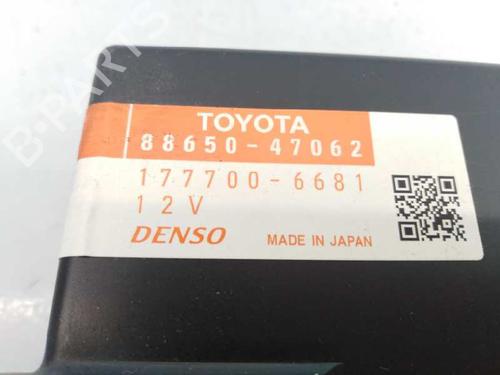 TOYOTA
88650-47062
177700-6681
12V
DENSO MADE IN JAPAN
B-PARTS